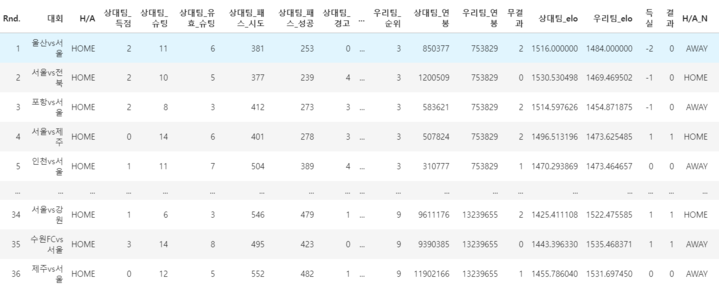 Rnd. 대회 H/A 상대팀_득점 상대팀_슈팅 상대팀_유효_슈팅 상대팀_패스_시도 상대팀_패스_성공 상대팀_경고 ... 우리팀_순위 상대팀_연봉 우리팀_연봉 무결과 상대팀_elo 우리팀_elo 득실 결과 H/A_N
1 울산vs서울 HOME 2 11 6 381 253 0 ... 3 850377 753829 2 1516.000000 1484.000000 -2 0 AWAY
2 서울vs전북 HOME 2 10 5 377 239 4 ... 3 1200509 753829 0 1530.530498 1469.469502 -1 0 HOME
3 포항vs서울 HOME 2 8 3 412 273 3 ... 3 583621 753829 2 1514.597626 1454.871875 -1 0 AWAY
4 서울vs제주 HOME 0 14 6 401 278 3 ... 3 507824 753829 2 1496.513196 1473.625485 1 1 HOME
5 인천vs서울 HOME 1 11 7 504 389 4 ... 3 310777 753829 1 1470.293869 1473.464657 0 0 AWAY
... ... ... ... ... ... ... ... ... ... ... ... ... ... ... ... ... ... ...
34 서울vs강원 HOME 1 6 3 546 479 1 ... 9 9611176 13239655 2 1425.411108 1522.475585 1 1 HOME
35 수원FCvs서울 HOME 3 14 8 495 423 0 ... 9 9390385 13239655 0 1443.396330 1535.468371 1 1 AWAY
36 제주vs서울 HOME 0 12 5 552 482 1 ... 9 11902166 13239655 1 1455.786040 1531.697450 0 0 AWAY